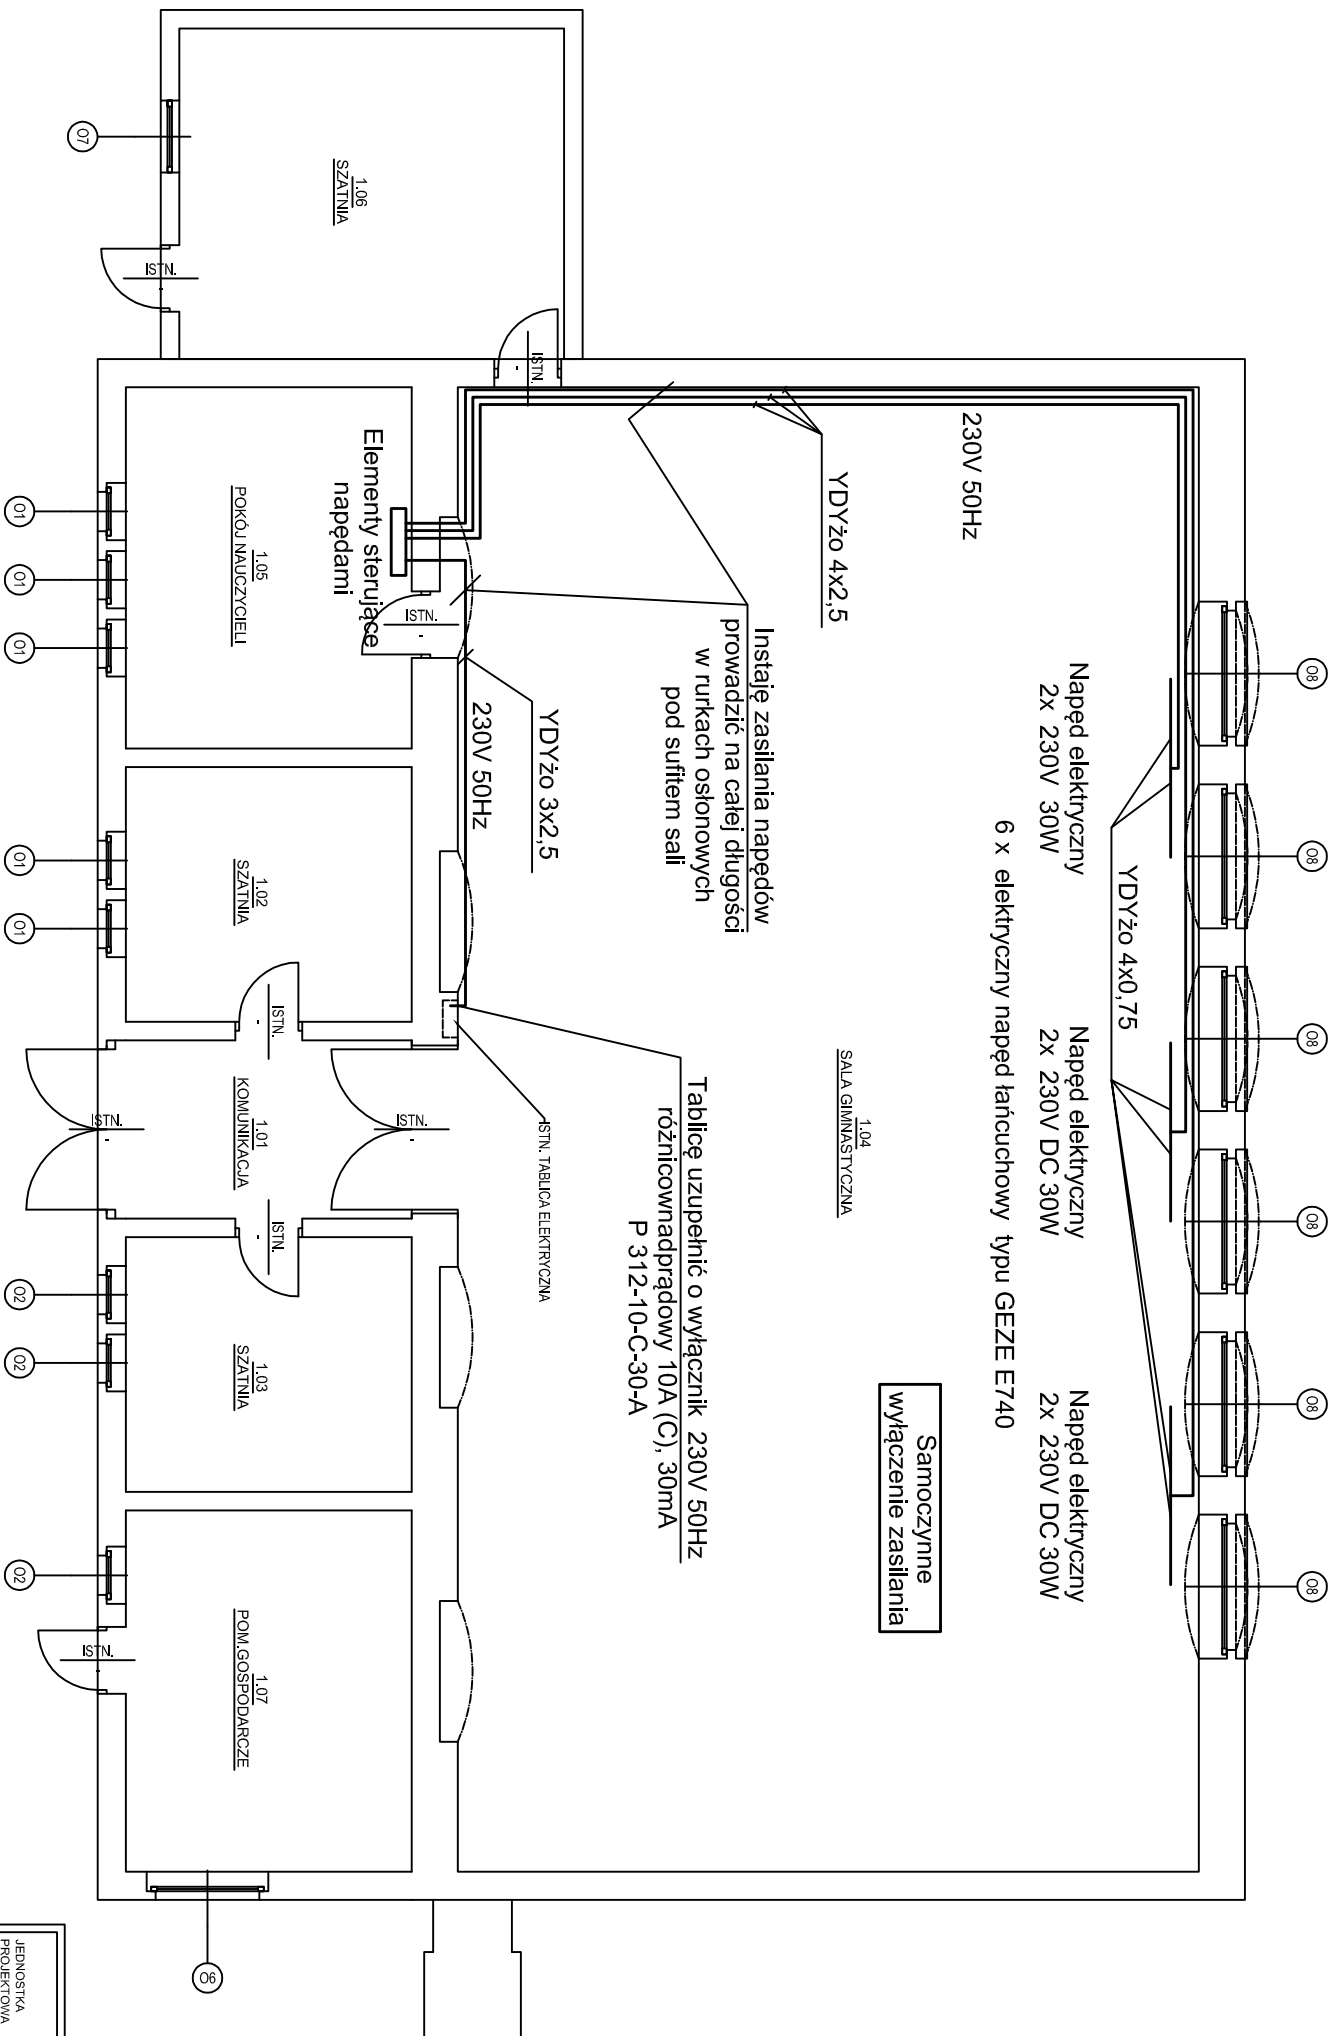 O8
O8
O8
O8
O8
O8
YDYżo 4x0,75
Napęd elektryczny
2x 230V 30W
Napęd elektryczny
2x 230V DC 30W
Napęd elektryczny
2x 230V DC 30W
6 x elektryczny napęd łańcuchowy typu GEZE E740
230V 50Hz
Samoczynne
wyłączenie zasilania
1.04
SALA GIMNASTYCZNA
YDYżo 4x2,5
Instaję zasilania napędów
prowadzić na całej długości
w rurkach osłonowych
pod sufitem sali
Tablicę uzupełnić o wyłącznik 230V 50Hz
różnicownadprądowy 10A (C), 30mA
P 312-10-C-30-A
YDYżo 3x2,5
230V 50Hz
ISTN. TABLICA ELEKTRYCZNA
ISTN.
-
1.06
SZATNIA
Elementy sterujące
napędami
ISTN.
-
ISTN.
-
1.05
POKÓJ NAUCZYCIELI
1.02
SZATNIA
ISTN.
-
1.01
KOMUNIKACJA
ISTN.
-
1.03
SZATNIA
1.07
POM.GOSPODARCZE
ISTN.
-
ISTN.
-
ISTN.
-
O7
O6
O1
O1
O1
O1
O1
O2
O2
O2
JEDNOSTKA
PROJEKTOWA